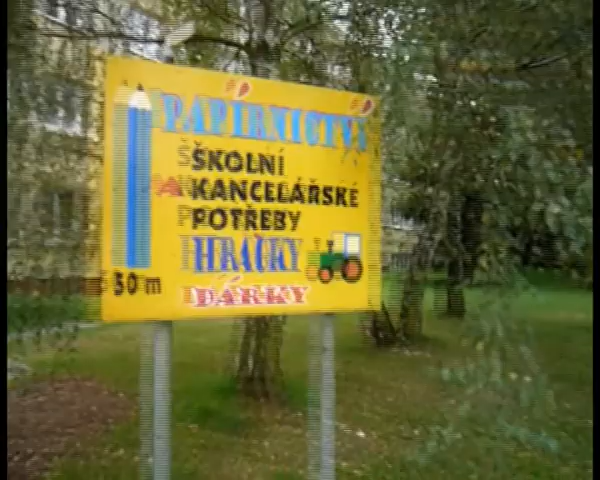 PAPÍRNICTVÍ
ŠKOLNÍ
A KANCELÁŘSKÉ
POTŘEBY
HRAČKY
50 m
DÁRKY